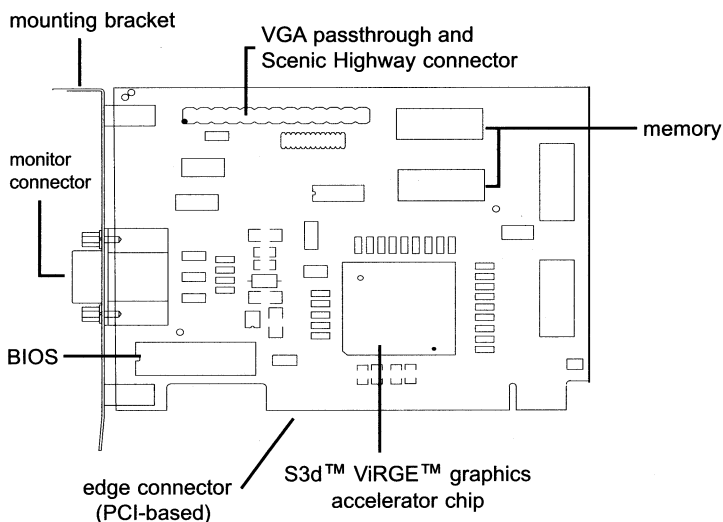 mounting bracket
VGA passthrough and
Scenic Highway connector
memory
monitor
connector
BIOS
edge connector
(PCI-based)
S3d™ ViRGE™ graphics
accelerator chip